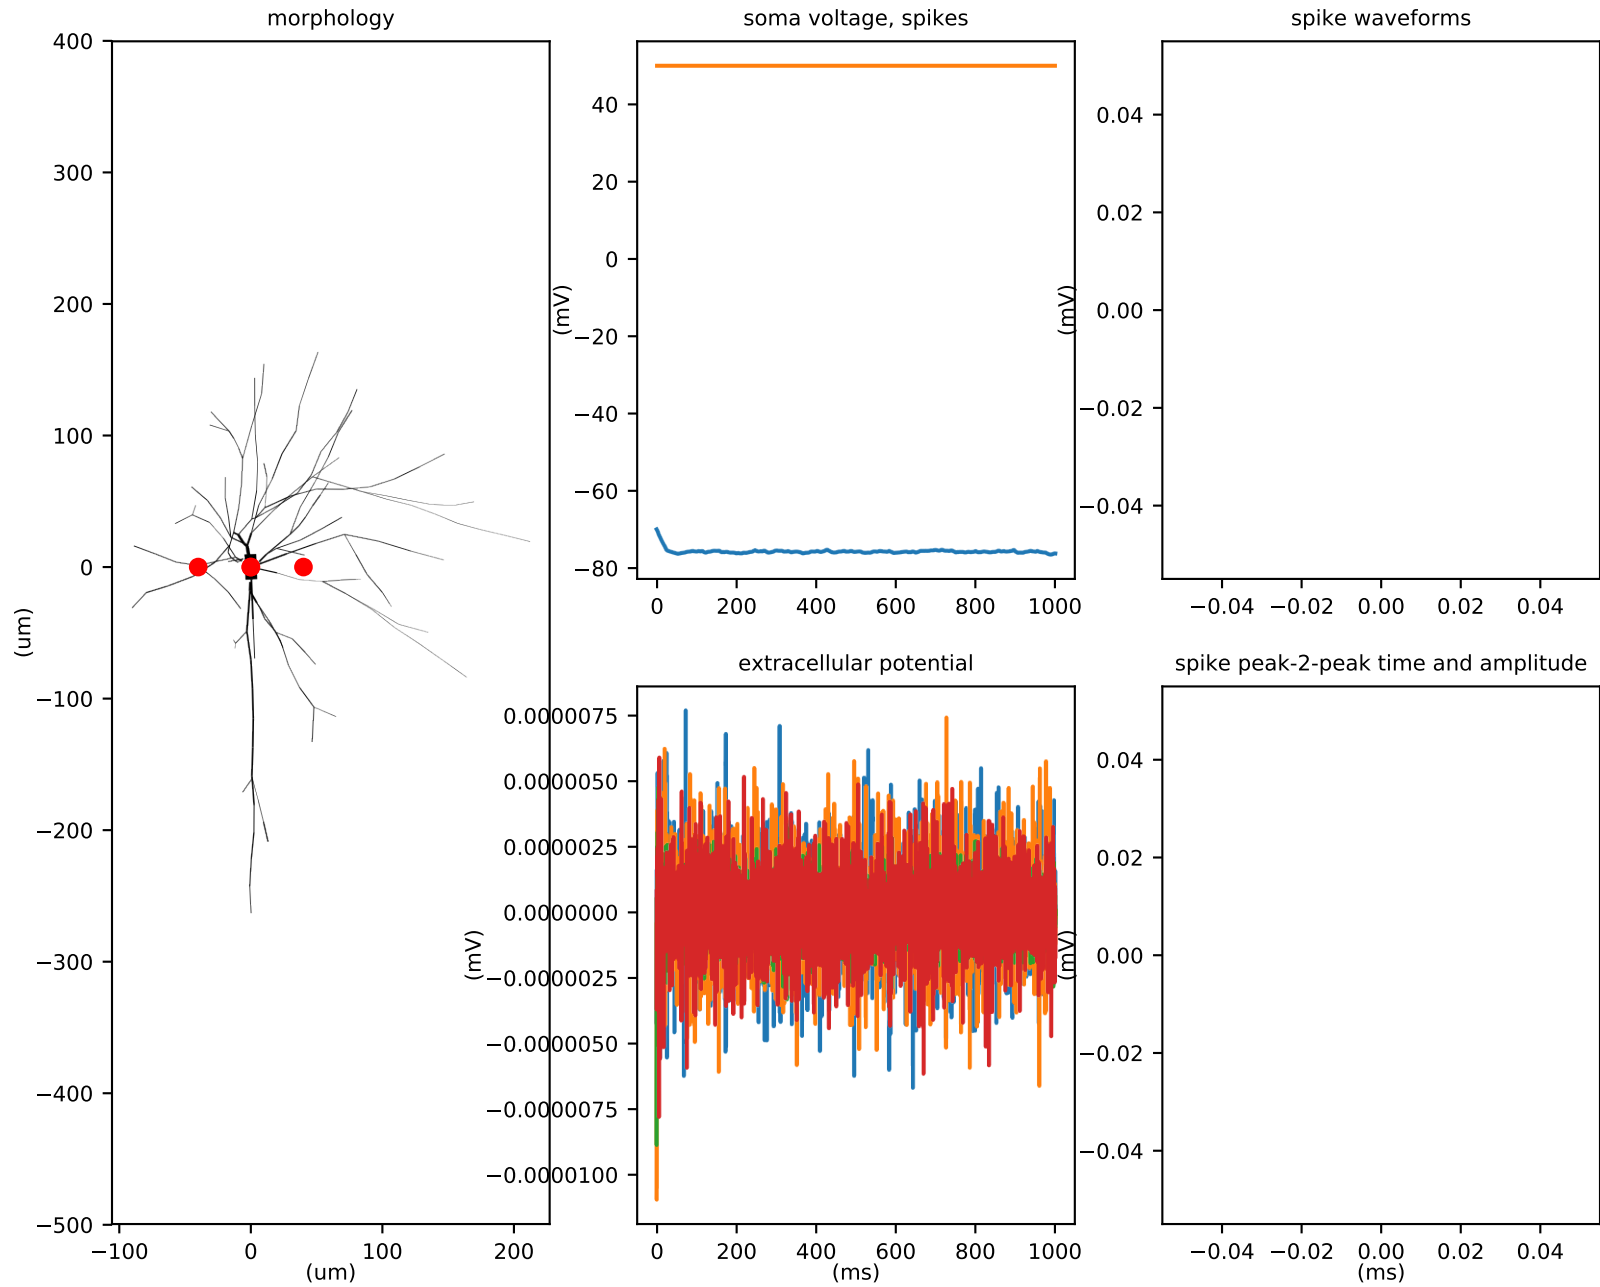 morphology
400
300
200
100
0
−100
−200
−300
−400
−500
(um)
−100 0 100 200
(um)
soma voltage, spikes
40
20
0
−20
−40
−60
−80
(mV)
0 200 400 600 800 1000
spike waveforms
0.04
0.02
0.00
−0.02
−0.04
(mV)
−0.04 −0.02 0.00 0.02 0.04
extracellular potential
0.0000075
0.0000050
0.0000025
0.0000000
−0.0000025
−0.0000050
−0.0000075
−0.0000100
(mV)
0 200 400 600 800 1000
(ms)
spike peak-2-peak time and amplitude
0.04
0.02
0.00
−0.02
−0.04
(mV)
−0.04 −0.02 0.00 0.02 0.04
(ms)